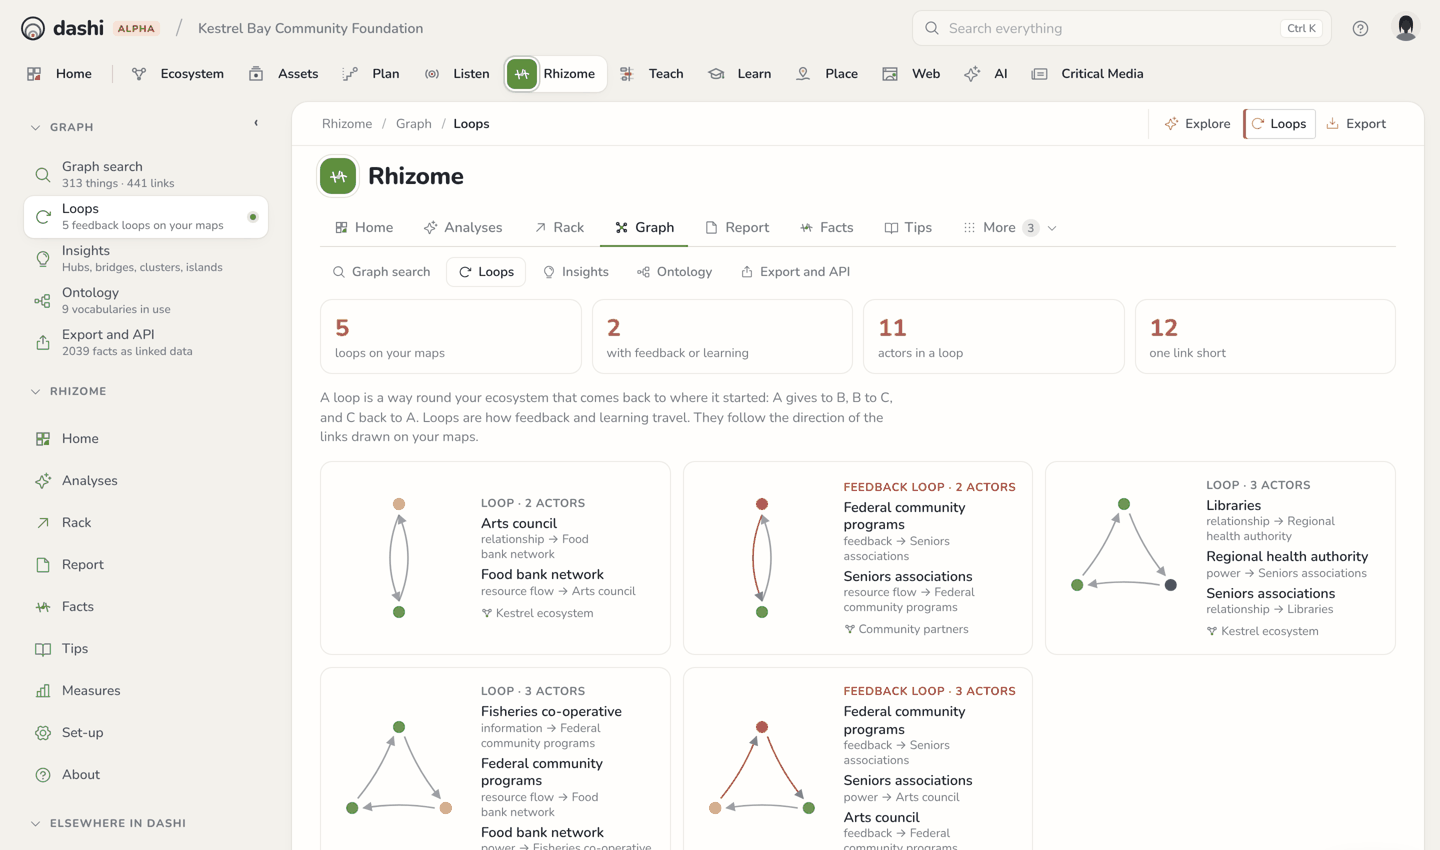 dashi ALPHA / Kestrel Bay Community Foundation
Search everything Ctrl K
Home Ecosystem Assets Plan Listen Rhizome Teach Learn Place Web AI Critical Media
GRAPH
Graph search
313 things · 441 links
Loops
5 feedback loops on your maps
Insights
Hubs, bridges, clusters, islands
Ontology
9 vocabularies in use
Export and API
2039 facts as linked data
RHIZOME
Home
Analyses
Rack
Report
Facts
Tips
Measures
Set-up
About
ELSEWHERE IN DASHI
Rhizome / Graph / Loops
Explore Loops Export
Rhizome
Home Analyses Rack Graph Report Facts Tips More 3
Graph search Loops Insights Ontology Export and API
5
loops on your maps
2
with feedback or learning
11
actors in a loop
12
one link short
A loop is a way round your ecosystem that comes back to where it started: A gives to B, B to C,
and C back to A. Loops are how feedback and learning travel. They follow the direction of the
links drawn on your maps.
LOOP · 2 ACTORS
Arts council
relationship → Food
bank network
Food bank network
resource flow → Arts council
Kestrel ecosystem
FEEDBACK LOOP · 2 ACTORS
Federal community
programs
feedback → Seniors
associations
Seniors associations
resource flow → Federal
community programs
Community partners
LOOP · 3 ACTORS
Libraries
relationship → Regional
health authority
Regional health authority
power → Seniors associations
Seniors associations
relationship → Libraries
Kestrel ecosystem
LOOP · 3 ACTORS
Fisheries co-operative
information → Federal
community programs
Federal community
programs
resource flow → Food
bank network
Food bank network
power → Fisheries co-operative
FEEDBACK LOOP · 3 ACTORS
Federal community
programs
feedback → Seniors
associations
Seniors associations
power → Arts council
Arts council
feedback → Federal
community programs